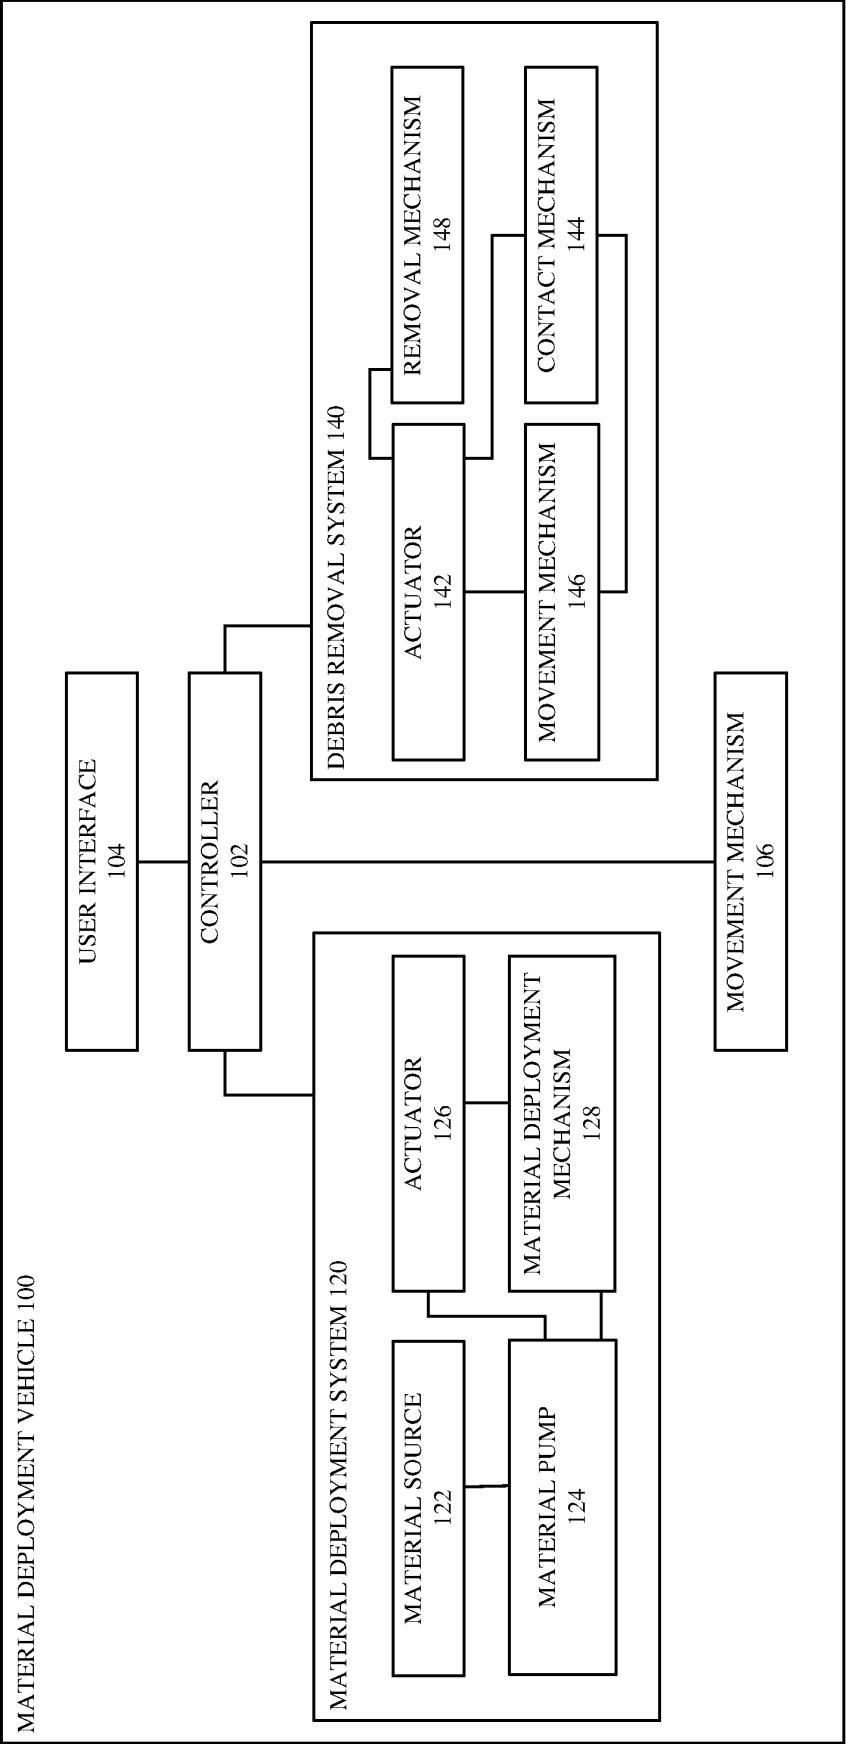 MATERIAL DEPLOYMENT VEHICLE 100
USER INTERFACE
104
CONTROLLER
102
MATERIAL DEPLOYMENT SYSTEM 120
MATERIAL SOURCE
122
ACTUATOR
126
MATERIAL PUMP
124
MATERIAL DEPLOYMENT
MECHANISM
128
DEBRIS REMOVAL SYSTEM 140
ACTUATOR
142
REMOVAL MECHANISM
148
MOVEMENT MECHANISM
146
CONTACT MECHANISM
144
MOVEMENT MECHANISM
106